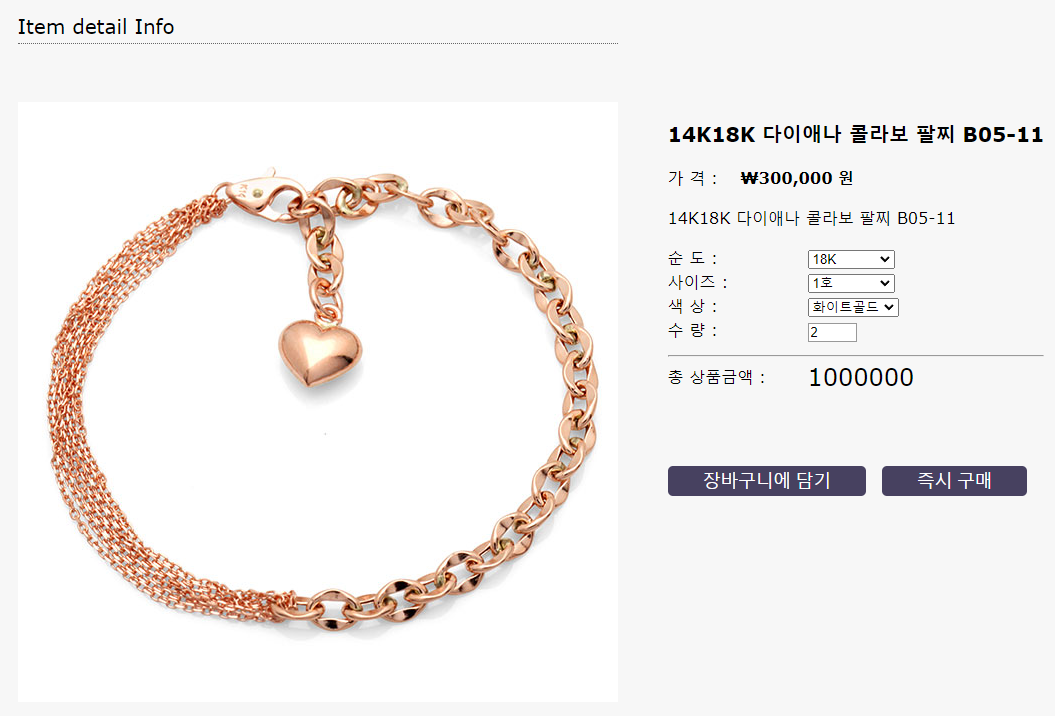 Item detail Info
14K18K 다이애나 콜라보 팔찌 B05-11
가 격 : ₩300,000 원
14K18K 다이애나 콜라보 팔찌 B05-11
순 도 : 18K
사이즈 : 1호
색 상 : 화이트골드
수 량 : 2
총 상품금액 : 1000000
장바구니에 담기 즉시 구매